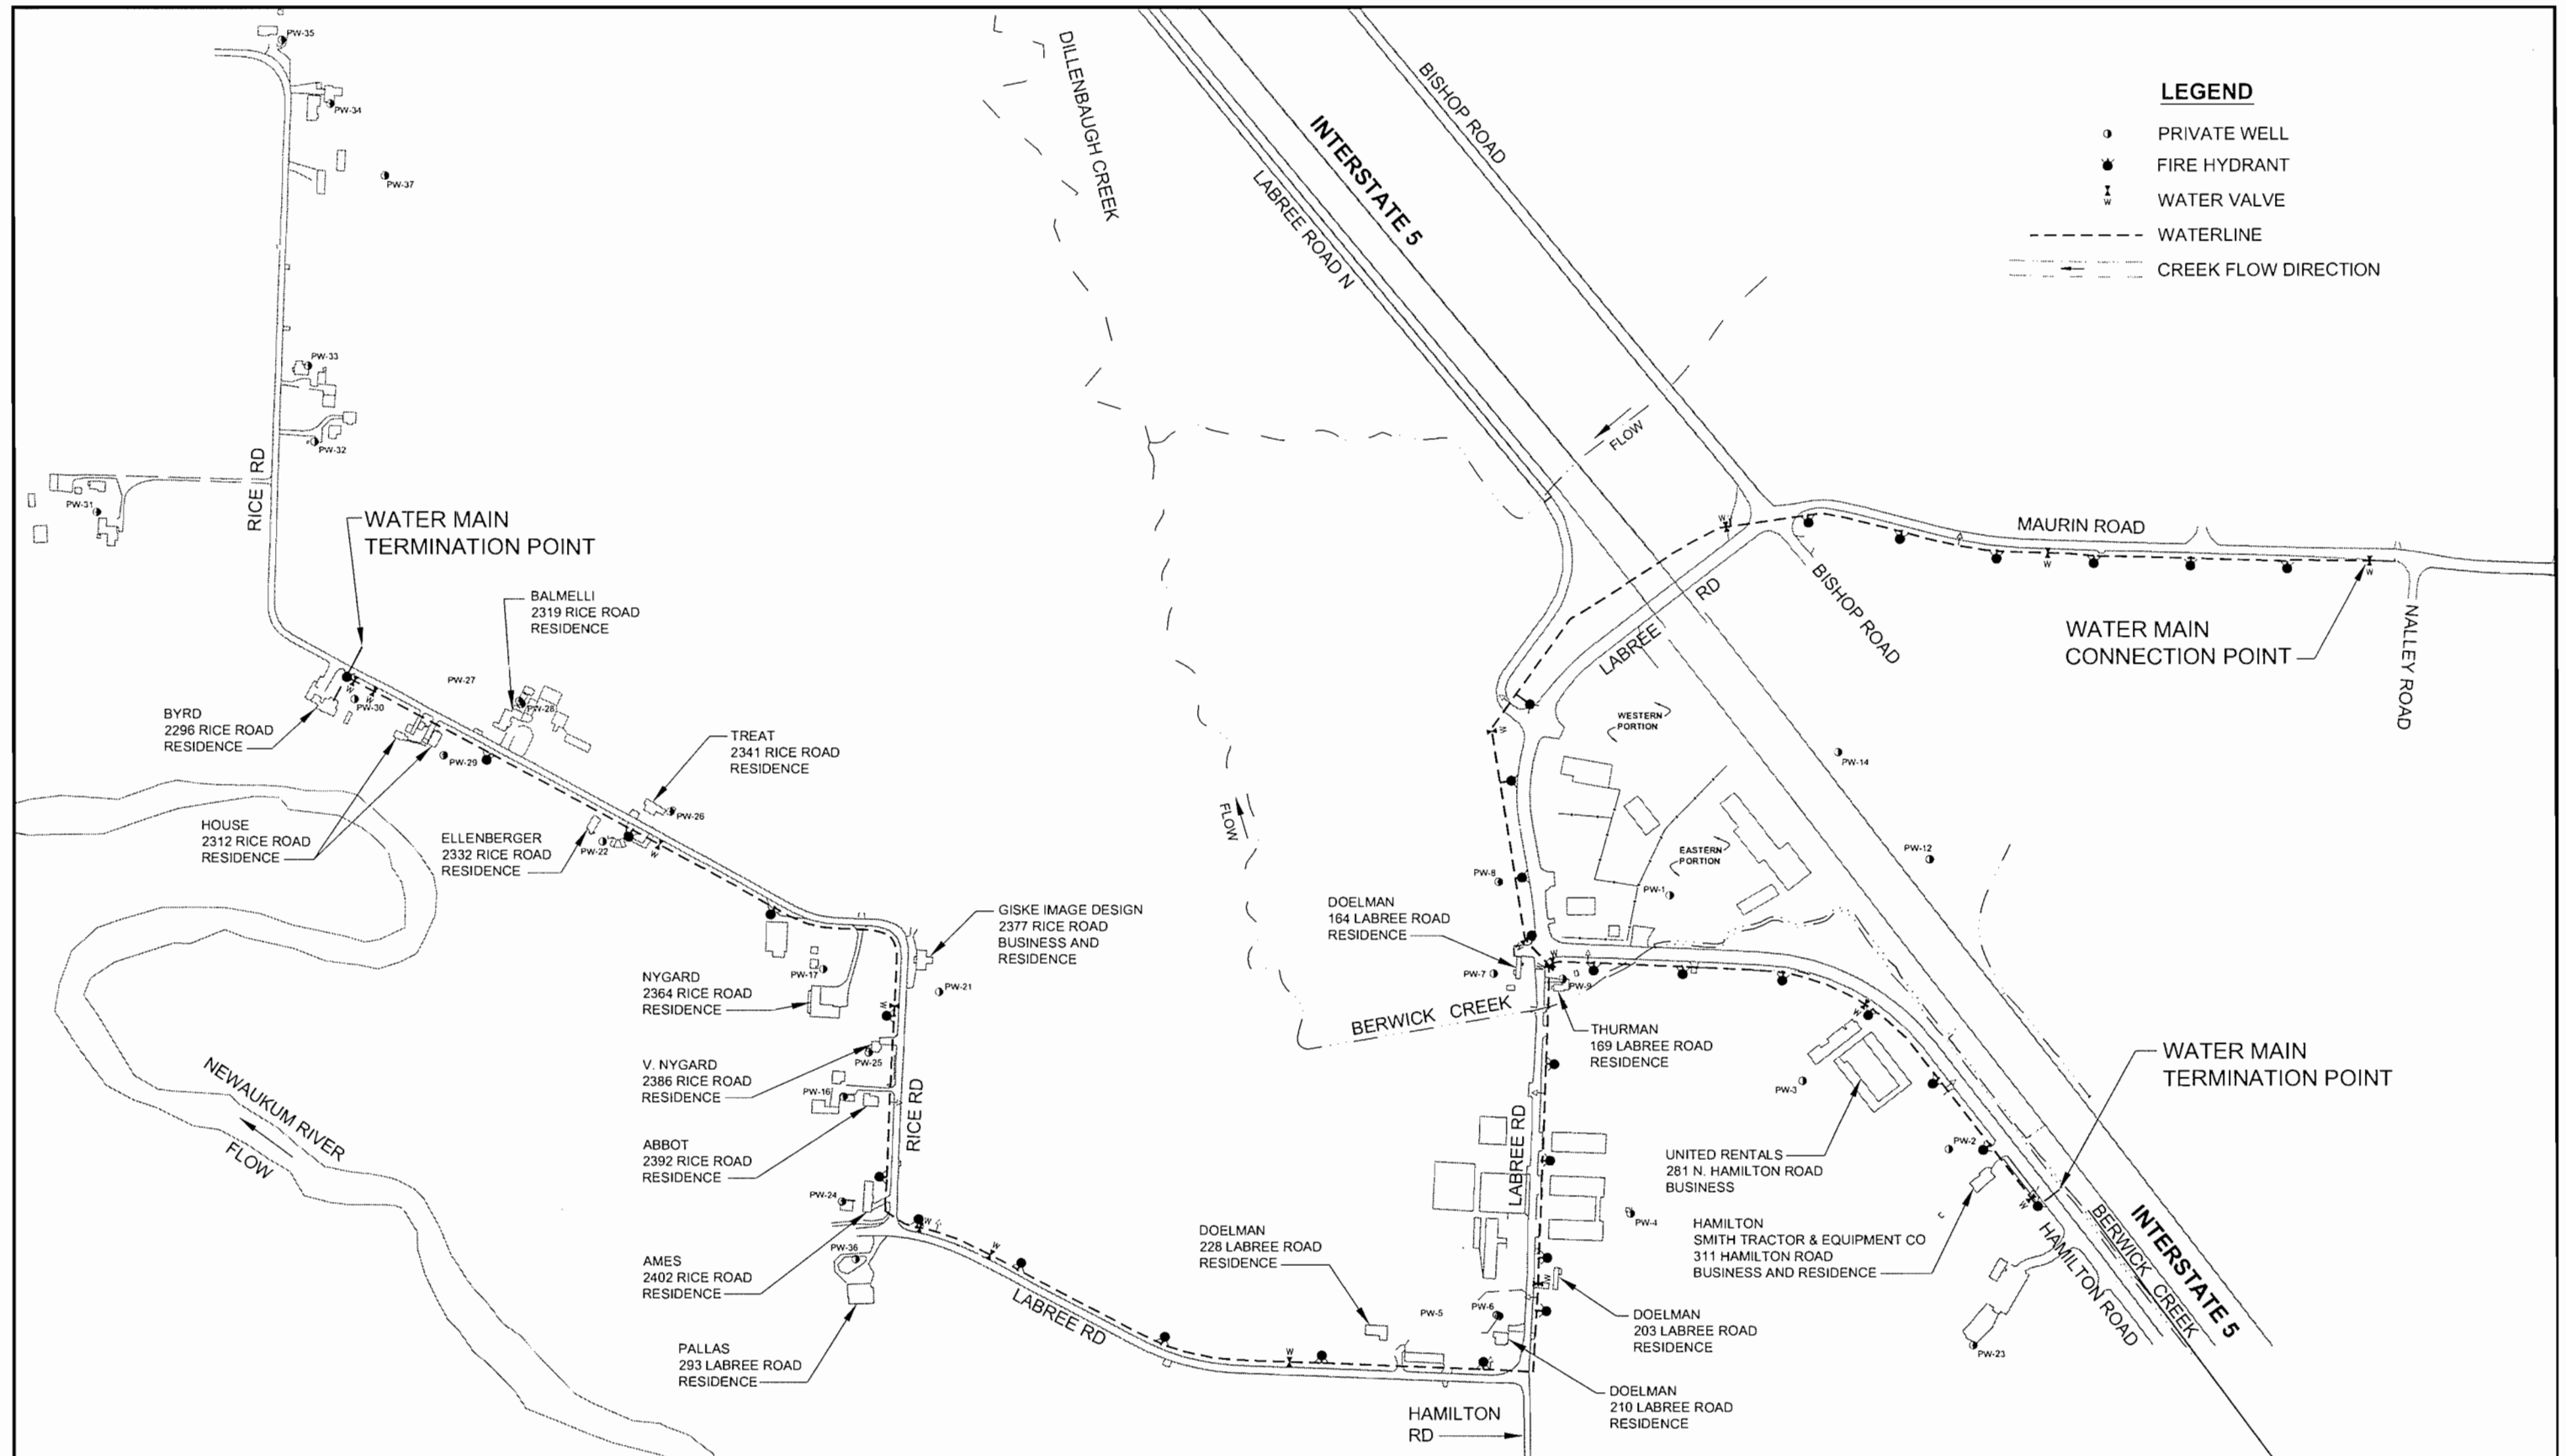 LEGEND
PRIVATE WELL
FIRE HYDRANT
W
WATER VALVE
WATERLINE
CREEK FLOW DIRECTION
PW-35
PW-34
PW-37
PW-33
PW-32
PW-31
RICE RD
DILLENBAUGH CREEK
BISHOP ROAD
INTERSTATE 5
LABREE ROAD N
FLOW
WATER MAIN
TERMINATION POINT
MAURIN ROAD
W
W
W
LABREE
RD
BISHOP ROAD
WATER MAIN
CONNECTION POINT
NALLEY ROAD
BALMELLI
2319 RICE ROAD
RESIDENCE
PW-27
PW-28
W
W
PW-30
BYRD
2296 RICE ROAD
RESIDENCE
PW-29
TREAT
2341 RICE ROAD
RESIDENCE
PW-26
HOUSE
2312 RICE ROAD
RESIDENCE
ELLENBERGER
2332 RICE ROAD
RESIDENCE
PW-22
W
FLOW
W
WESTERN
PORTION
PW-14
EASTERN
PORTION
PW-12
PW-8
PW-1
DOELMAN
164 LABREE ROAD
RESIDENCE
GISKE IMAGE DESIGN
2377 RICE ROAD
BUSINESS AND
RESIDENCE
PW-17
NYGARD
2364 RICE ROAD
RESIDENCE
PW-21
W
PW-7
W
PW-9
BERWICK CREEK
THURMAN
169 LABREE ROAD
RESIDENCE
W
PW-25
V. NYGARD
2386 RICE ROAD
RESIDENCE
PW-16
RICE RD
NEWAUKUM RIVER
FLOW
ABBOT
2392 RICE ROAD
RESIDENCE
PW-24
W
W
PW-36
AMES
2402 RICE ROAD
RESIDENCE
LABREE RD
PALLAS
293 LABREE ROAD
RESIDENCE
LABREE RD
PW-3
PW-2
WATER MAIN
TERMINATION POINT
UNITED RENTALS
281 N. HAMILTON ROAD
BUSINESS
W
PW-4
HAMILTON
SMITH TRACTOR & EQUIPMENT CO
311 HAMILTON ROAD
BUSINESS AND RESIDENCE
DOELMAN
228 LABREE ROAD
RESIDENCE
W
PW-5
PW-6
W
DOELMAN
203 LABREE ROAD
RESIDENCE
DOELMAN
210 LABREE ROAD
RESIDENCE
HAMILTON
RD
HAMILTON ROAD
BERWICK CREEK
INTERSTATE 5
PW-23